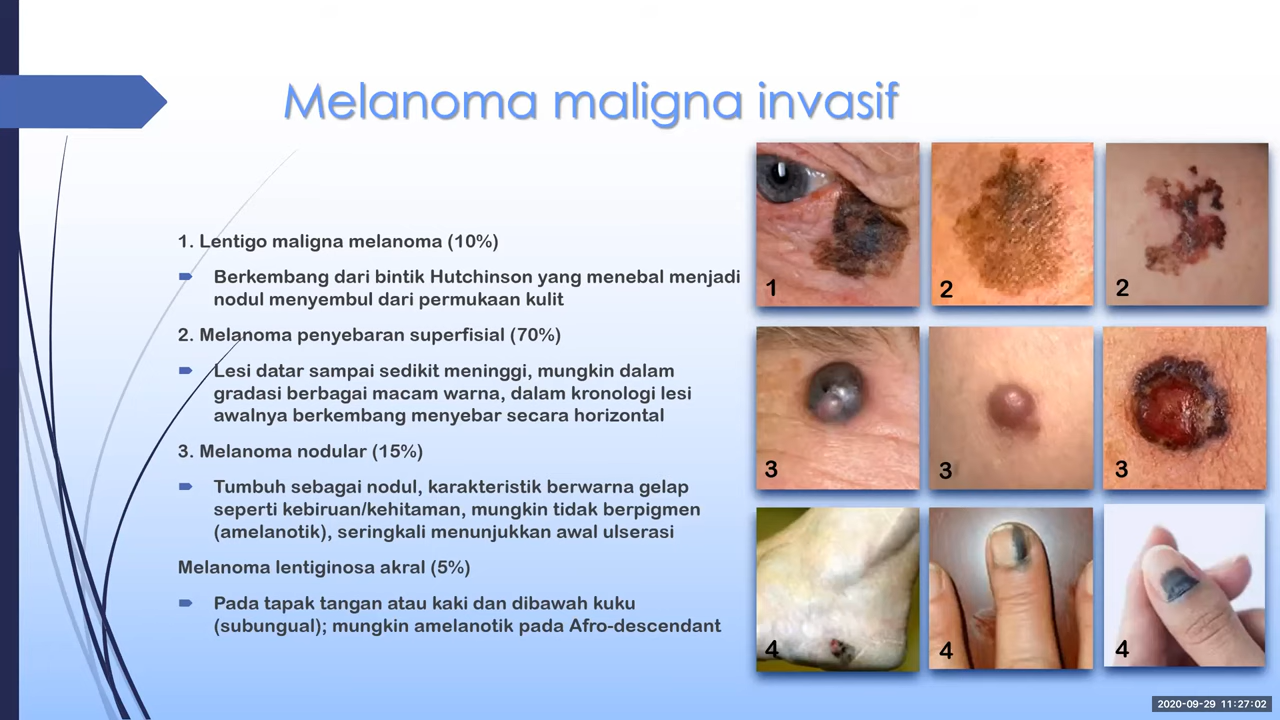 Melanoma maligna invasif
1. Lentigo maligna melanoma (10%)
Berkembang dari bintik Hutchinson yang menebal menjadi
nodul menyembul dari permukaan kulit
2. Melanoma penyebaran superfisial (70%)
Lesi datar sampai sedikit meninggi, mungkin dalam
gradasi berbagai macam warna, dalam kronologi lesi
awalnya berkembang menyebar secara horizontal
3. Melanoma nodular (15%)
Tumbuh sebagai nodul, karakteristik berwarna gelap
seperti kebiruan/kehitaman, mungkin tidak berpigmen
(amelanotik), seringkali menunjukkan awal ulserasi
Melanoma lentiginosa akral (5%)
Pada tapak tangan atau kaki dan dibawah kuku
(subungual); mungkin amelanotik pada Afro-descendant
1
2
2
3
3
3
4
4
4
2020-09-29 11:27:02